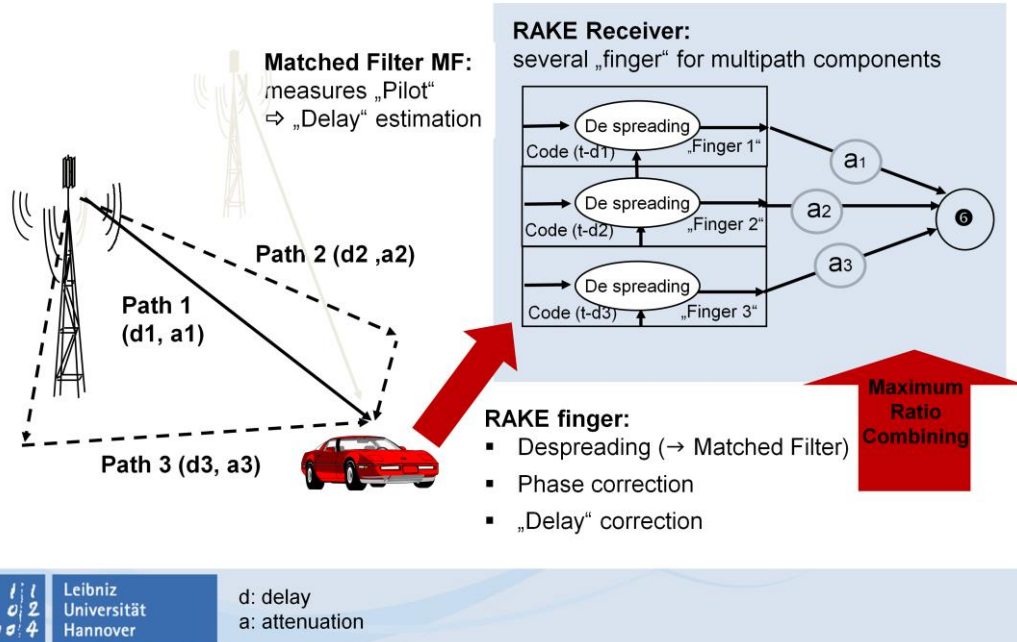 RAKE Receiver:
several „finger“ for multipath components
Matched Filter MF:
measures „Pilot“
⇨ „Delay“ estimation
De spreading
Code (t-d1)
„Finger 1“
a1
De spreading
Code (t-d2)
„Finger 2“
a2
❻
De spreading
Code (t-d3)
„Finger 3“
a3
Path 2 (d2 ,a2)
Path 1
(d1, a1)
Path 3 (d3, a3)
Maximum
Ratio
Combining
RAKE finger:
▪ Despreading (→ Matched Filter)
▪ Phase correction
▪ „Delay“ correction
Leibniz
Universität
Hannover
d: delay
a: attenuation